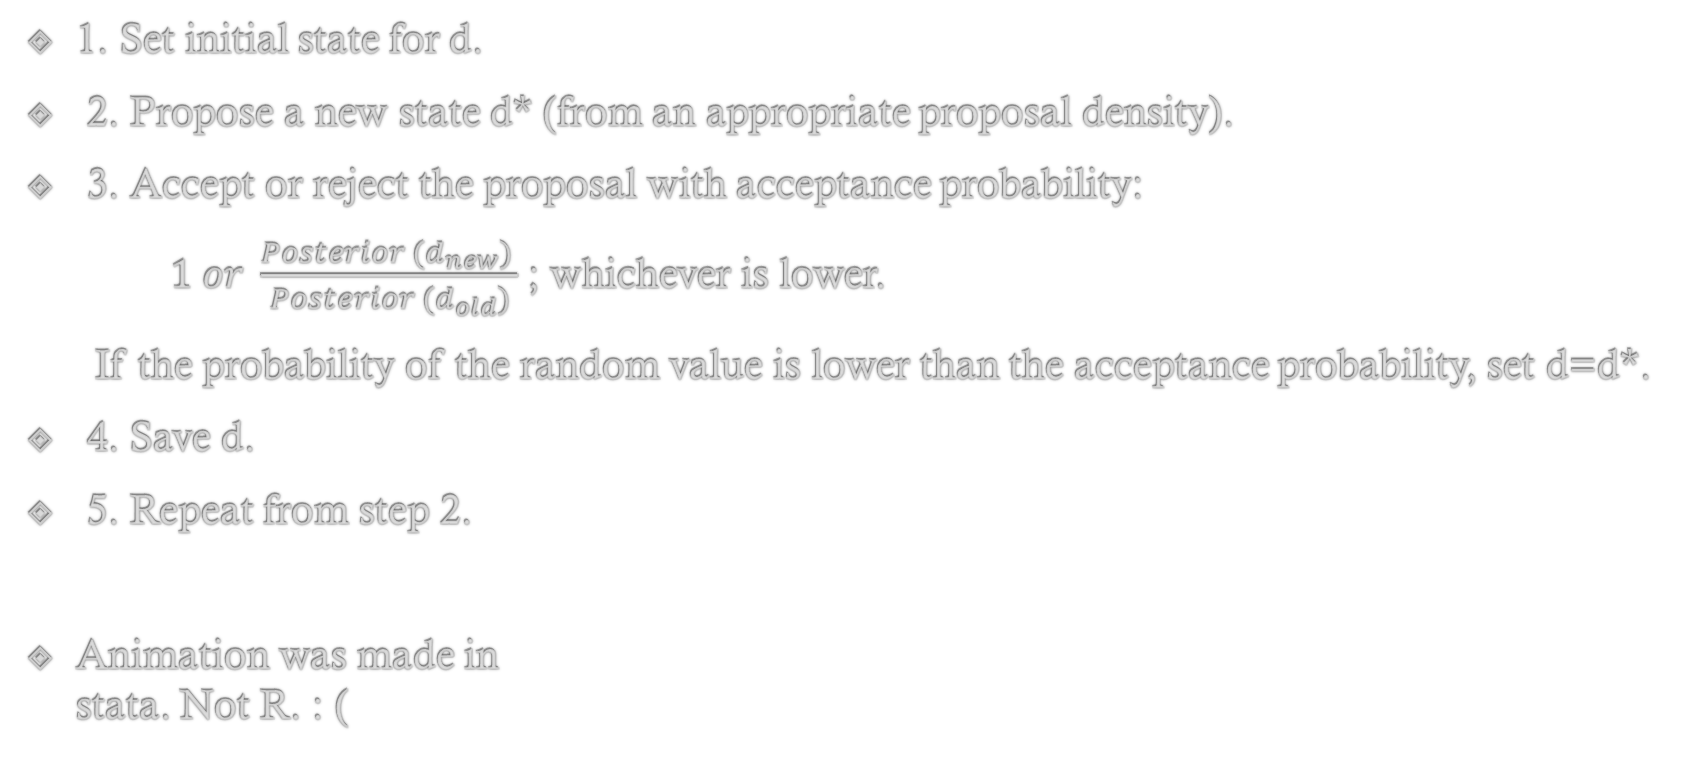 1. Set initial state for d.
2. Propose a new state d* (from an appropriate proposal density).
3. Accept or reject the proposal with acceptance probability:
1 or Posterior (d_new) / Posterior (d_old) ; whichever is lower.
If the probability of the random value is lower than the acceptance probability, set d=d*.
4. Save d.
5. Repeat from step 2.
Animation was made in
stata. Not R. : (